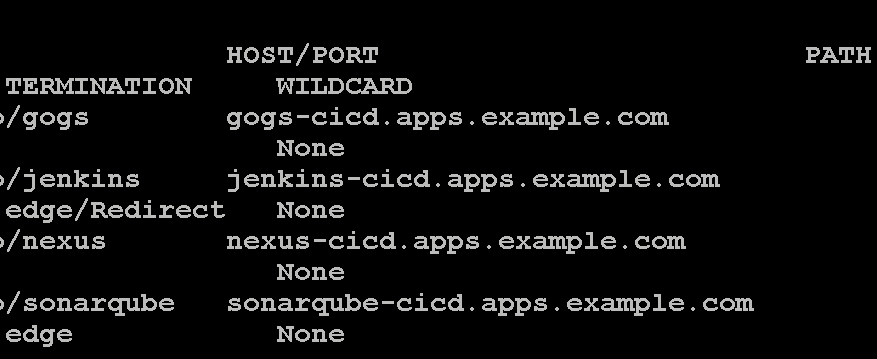 HOST/PORT PATH
TERMINATION WILDCARD
o/gogs gogs-cicd.apps.example.com
None
o/jenkins jenkins-cicd.apps.example.com
edge/Redirect None
o/nexus nexus-cicd.apps.example.com
None
o/sonarqube sonarqube-cicd.apps.example.com
edge None